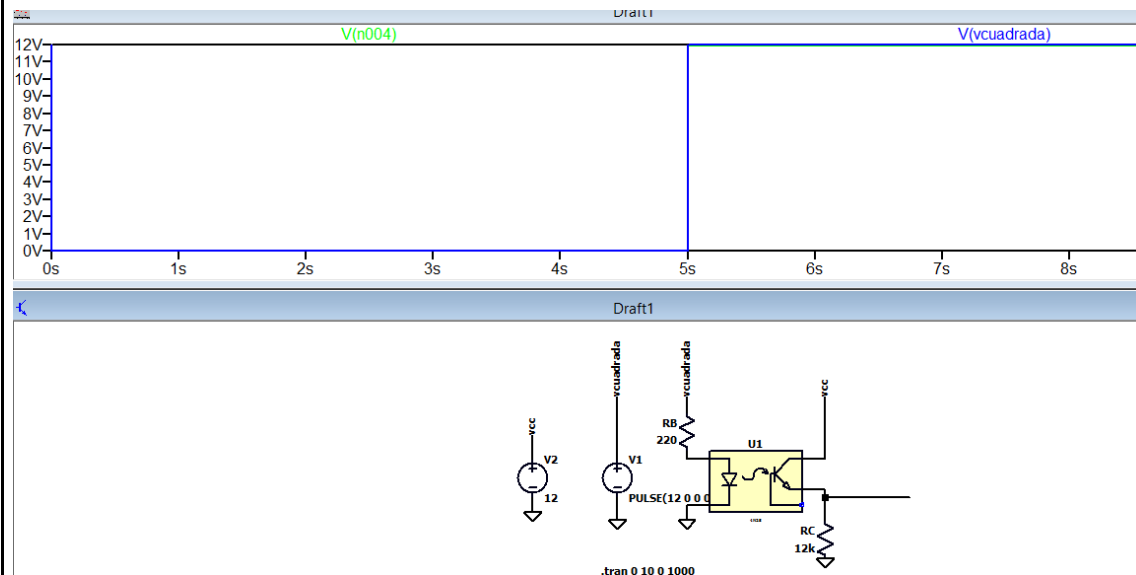 Draft1
V(n004) V(vcuadrada)
12V
11V
10V
9V
8V
7V
6V
5V
4V
3V
2V
1V
0V
0s 1s 2s 3s 4s 5s 6s 7s 8s
Draft1
vcuadrada
vcuadrada
vcc
vcc
RB
220
U1
V2
V1
12
PULSE(12 0 0 0
RC
12k
.tran 0 10 0 1000